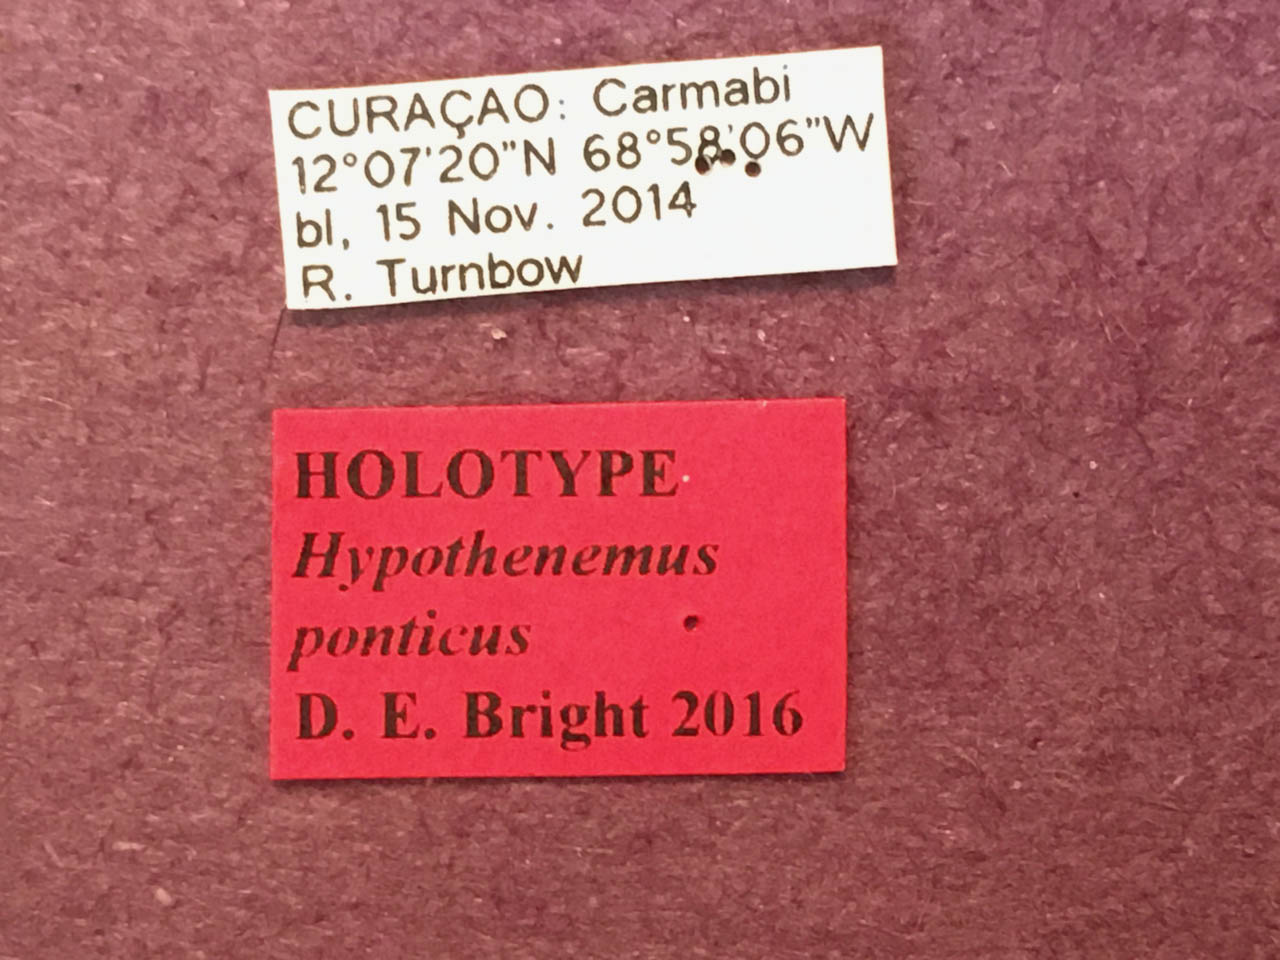 CURAÇAO: Carmabi
12°07'20"N 68°58'06"W
bl, 15 Nov. 2014
R. Turnbow
HOLOTYPE
Hypothenemus
ponticus
D. E. Bright 2016